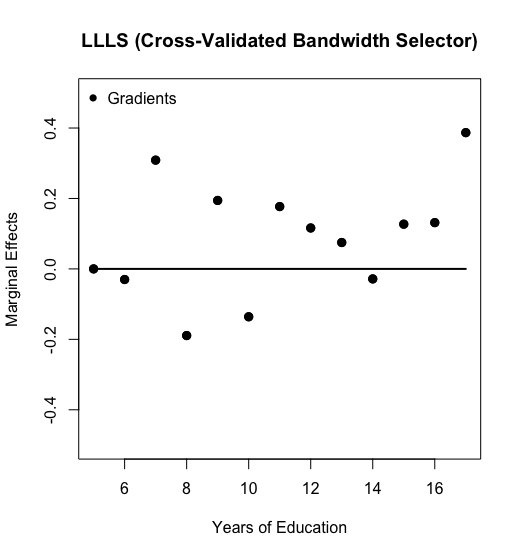 LLLS (Cross-Validated Bandwidth Selector)
Gradients
Marginal Effects
0.4
0.2
0.0
-0.2
-0.4
6 8 10 12 14 16
Years of Education